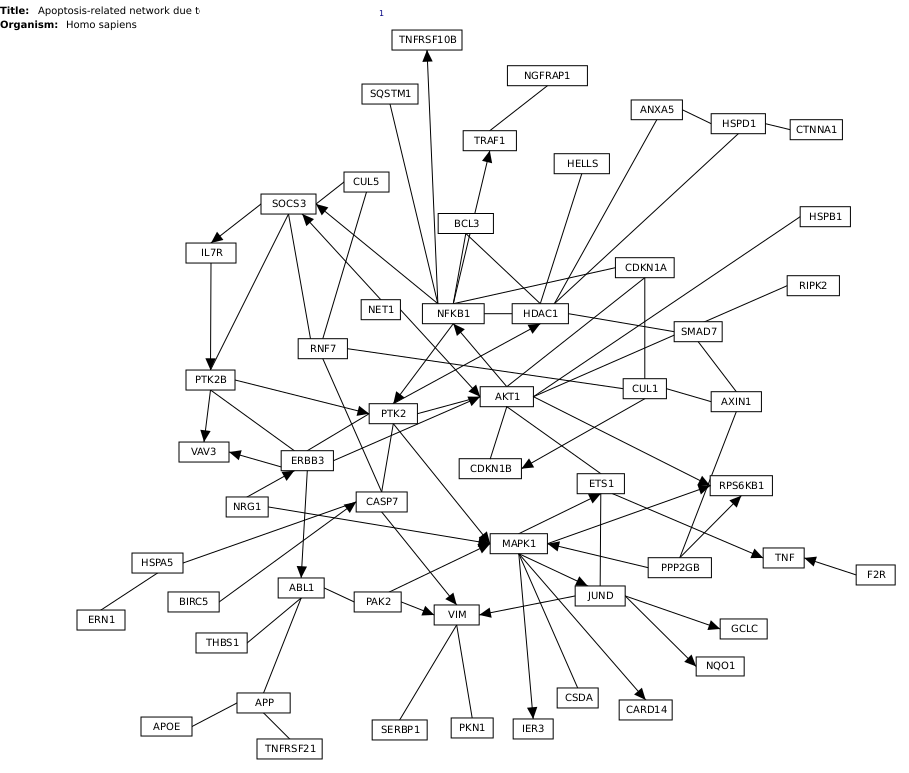 Title: Apoptosis-related network due
Organism: Homo sapiens
1
TNFRSF10B
NGFRAP1
SQSTM1
ANXA5
HSPD1
CTNNA1
TRAF1
HELLS
CUL5
SOCS3
BCL3
HSPB1
IL7R
CDKN1A
RIPK2
NET1
NFKB1
HDAC1
SMAD7
RNF7
PTK2B
CUL1
AKT1
AXIN1
PTK2
VAV3
ERBB3
CDKN1B
ETS1
RPS6KB1
NRG1
CASP7
MAPK1
HSPA5
TNF
PPP2GB
F2R
ABL1
BIRC5
PAK2
JUND
VIM
ERN1
GCLC
THBS1
NQO1
APP
CSDA
CARD14
APOE
SERBP1
PKN1
IER3
TNFRSF21